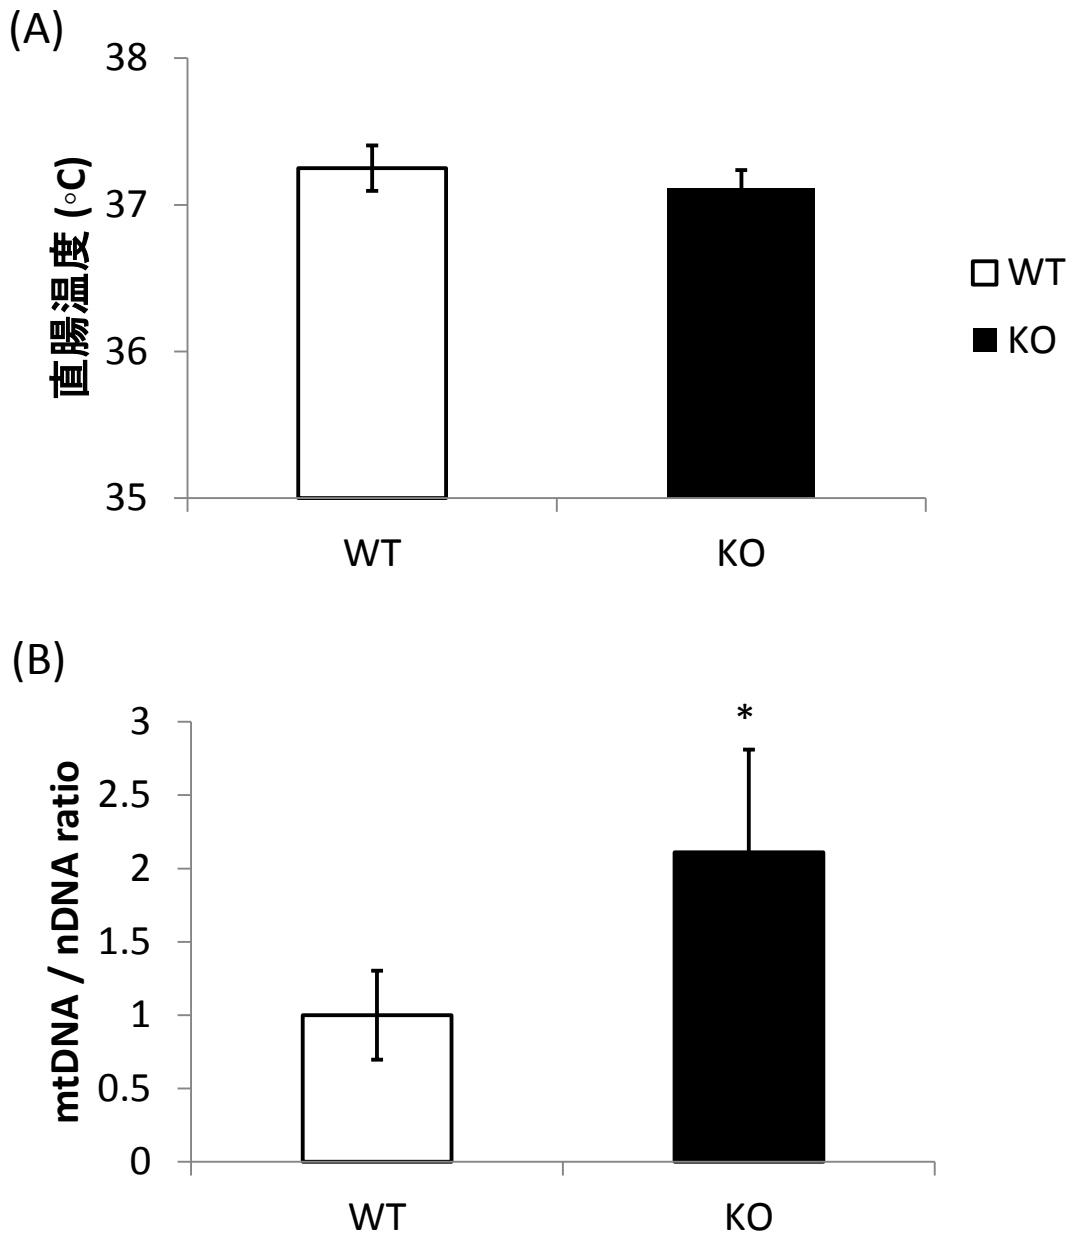 (A)
38
37
36
35
直腸温度 (◦C)
WT
KO
WT
KO
(B)
*
3
2.5
2
1.5
1
0.5
0
mtDNA / nDNA ratio
WT
KO